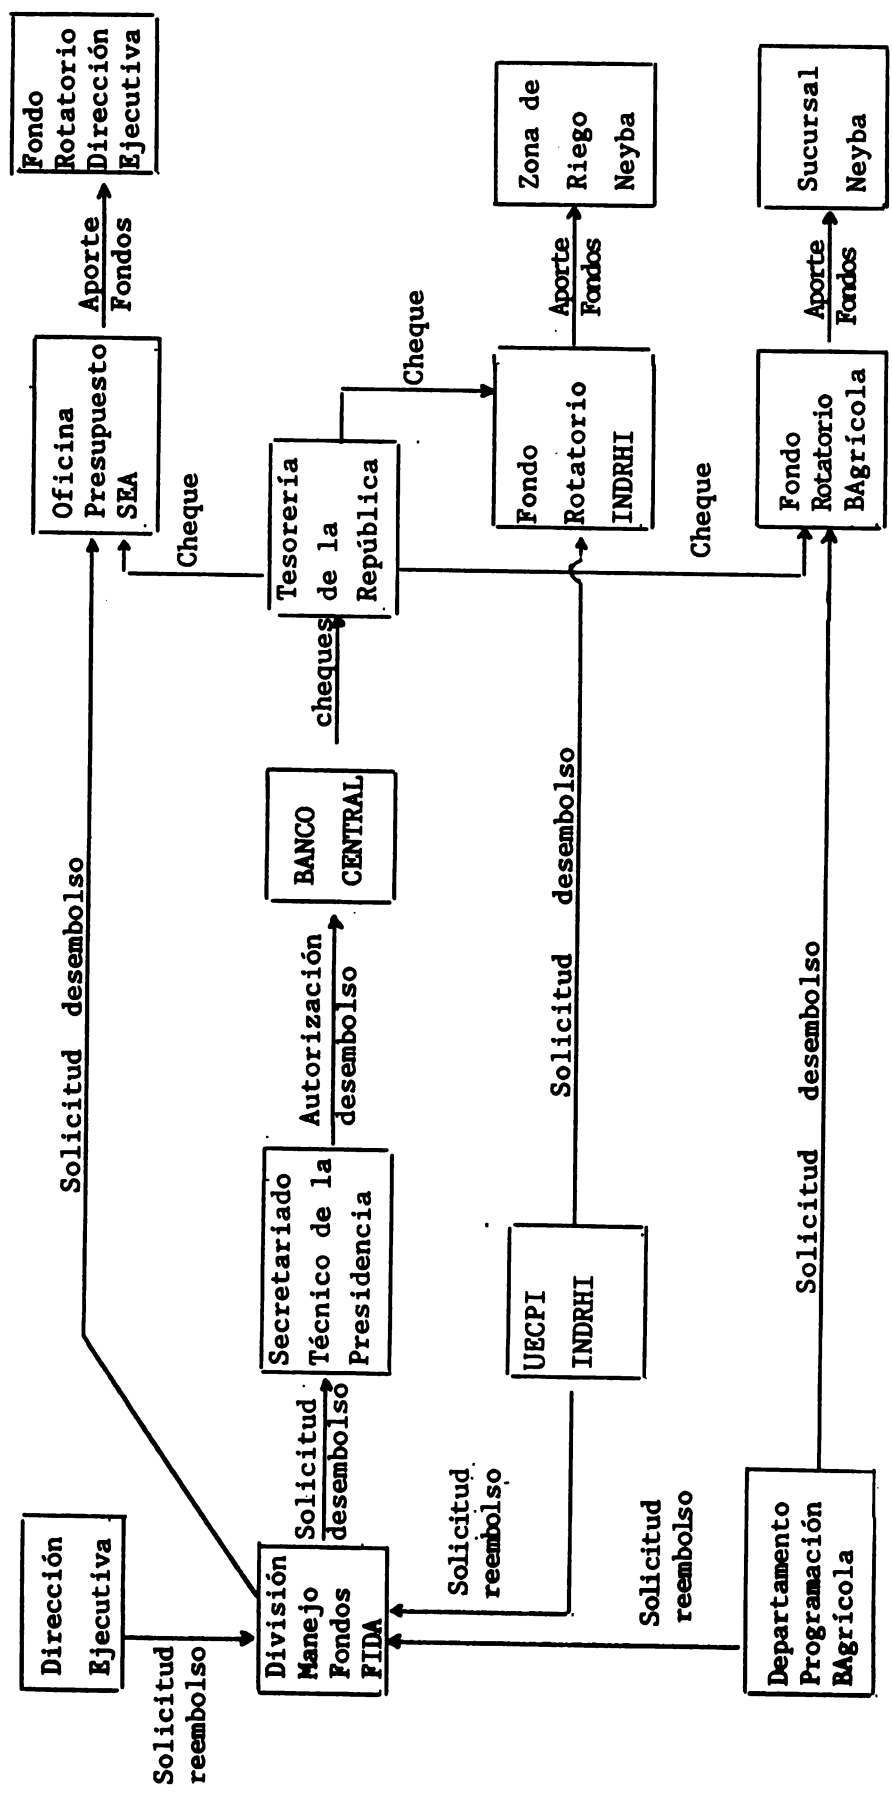 Dirección
Ejecutiva
Solicitud
reembolso
División
Manejo
Fondos
FIDA
Solicitud desembolso
Oficina
Presupuesto
SEA
Aporte
Fondos
Fondo
Rotatorio
Dirección
Ejecutiva
Solicitud
desembolso
Secretariado
Técnico de la
Presidencia
Autorización
desembolso
BANCO
CENTRAL
cheques
Tesorería
de la
República
Cheque
Cheque
Cheque
Solicitud
reembolso
UECPI
INDRHI
Solicitud desembolso
Fondo
Rotatorio
INDRHI
Aporte
Fondos
Zona de
Riego
Neyba
Solicitud
reembolso
Departamento
Programación
BAgrícola
Solicitud desembolso
Fondo
Rotatorio
BAgrícola
Aporte
Fondos
Sucursal
Neyba